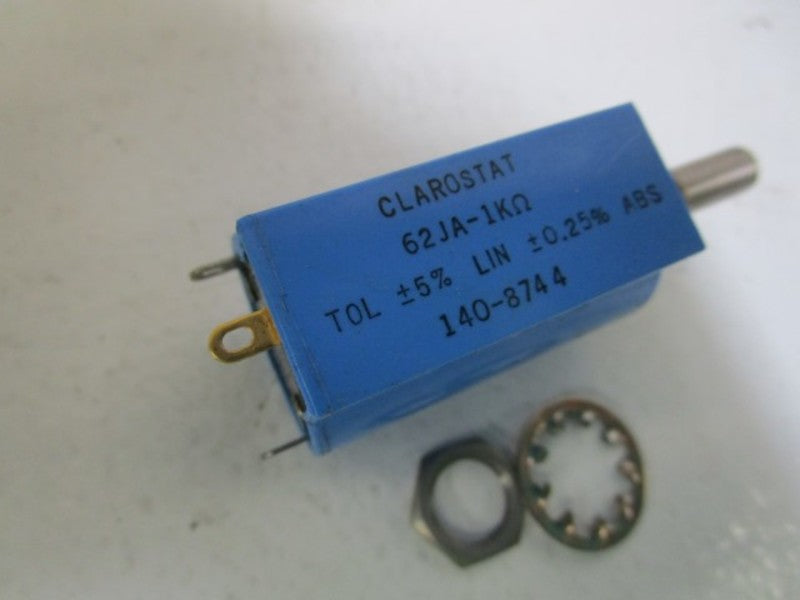 CLAROSTAT
62JA-1KΩ
TOL ±5% LIN ±0.25% ABS
140-8744